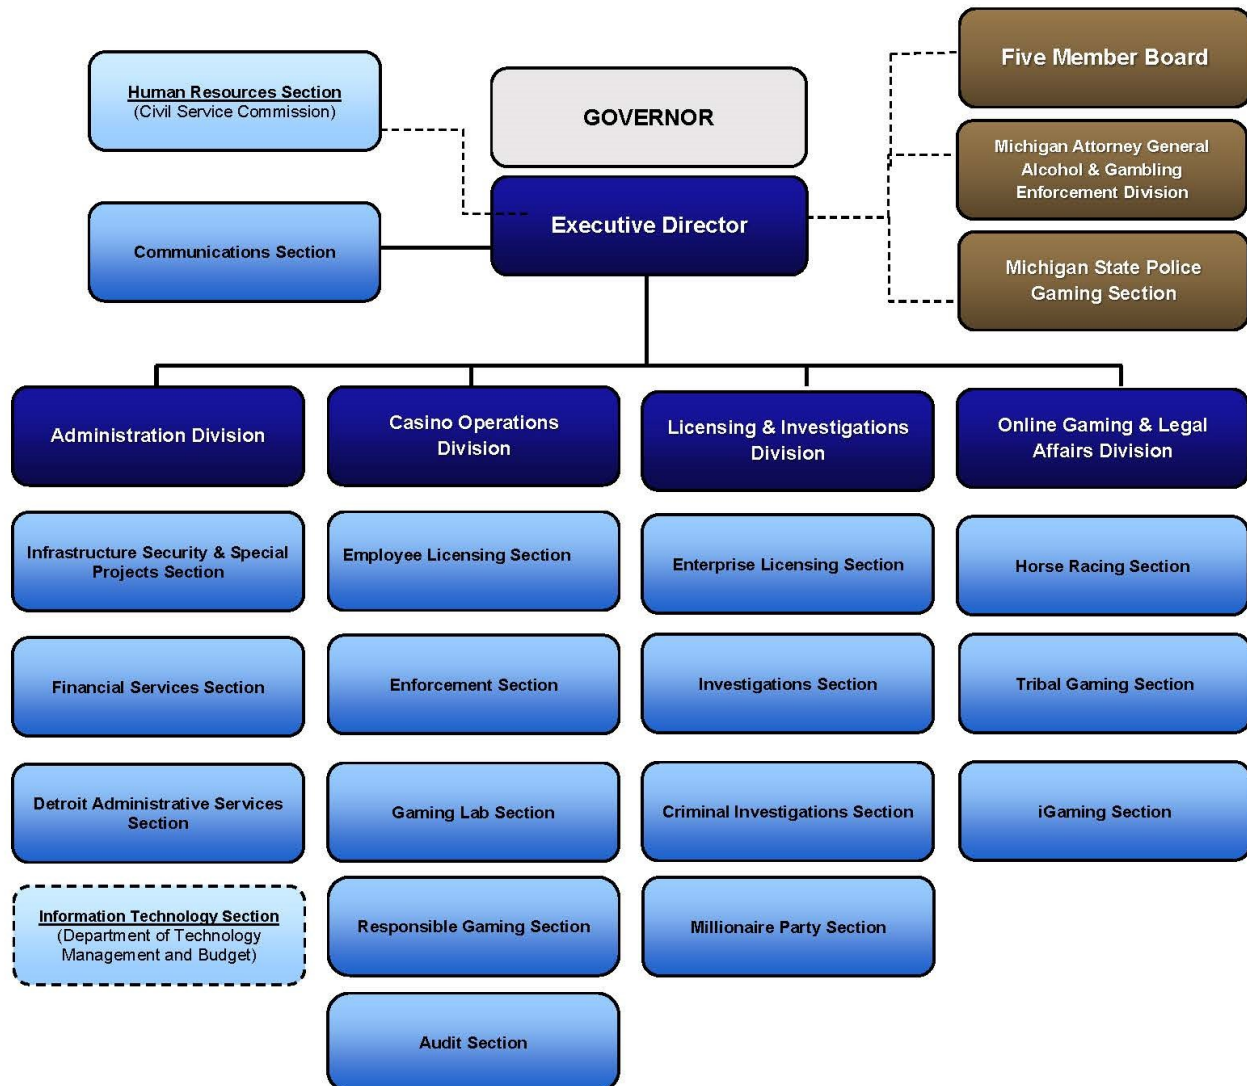 Human Resources Section
(Civil Service Commission)
GOVERNOR
Five Member Board
Michigan Attorney General
Alcohol & Gambling
Enforcement Division
Communications Section
Executive Director
Michigan State Police
Gaming Section
Administration Division
Casino Operations
Division
Licensing & Investigations
Division
Online Gaming & Legal
Affairs Division
Infrastructure Security & Special
Projects Section
Employee Licensing Section
Enterprise Licensing Section
Horse Racing Section
Financial Services Section
Enforcement Section
Investigations Section
Tribal Gaming Section
Detroit Administrative Services
Section
Gaming Lab Section
Criminal Investigations Section
iGaming Section
Information Technology Section
(Department of Technology
Management and Budget)
Responsible Gaming Section
Millionaire Party Section
Audit Section